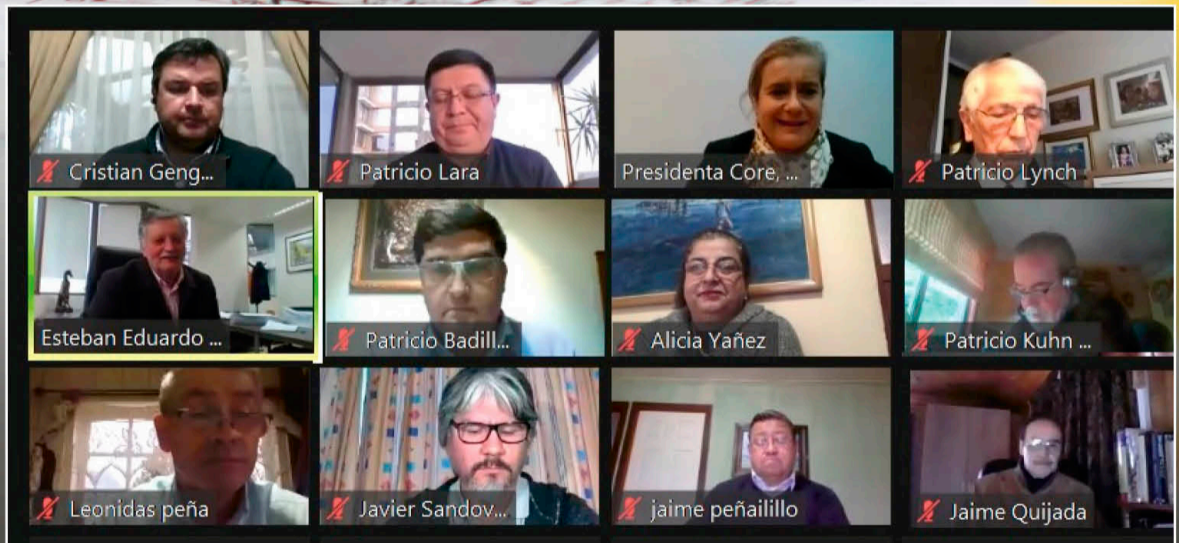 Cristian Geng...
Patricio Lara
Presidenta Core, ...
Patricio Lynch
Esteban Eduardo ...
Patricio Badill...
Alicia Yañez
Patricio Kuhn ...
Leonidas peña
Javier Sandov...
jaime peñailillo
Jaime Quijada